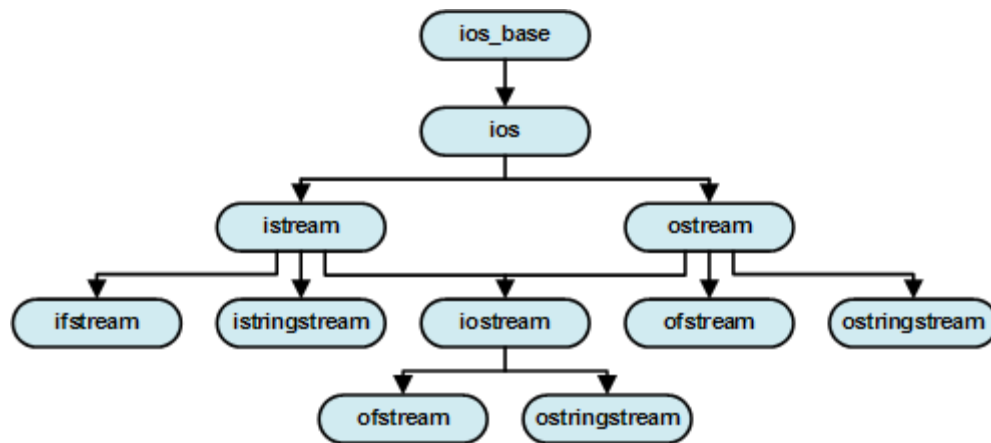 ios_base
ios
istream
ostream
ifstream
istringstream
iostream
ofstream
ostringstream
ofstream
ostringstream